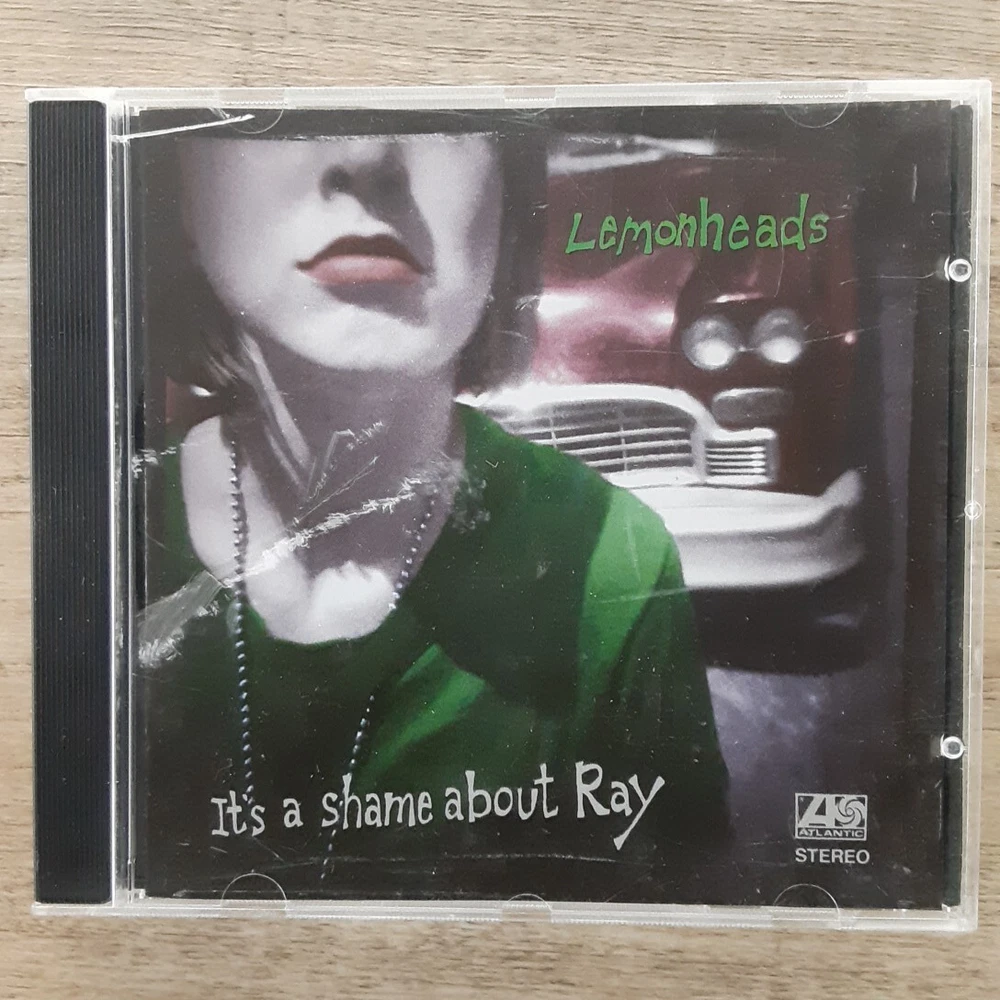 Lemonheads
It's a shame about Ray
ATLANTIC
STEREO